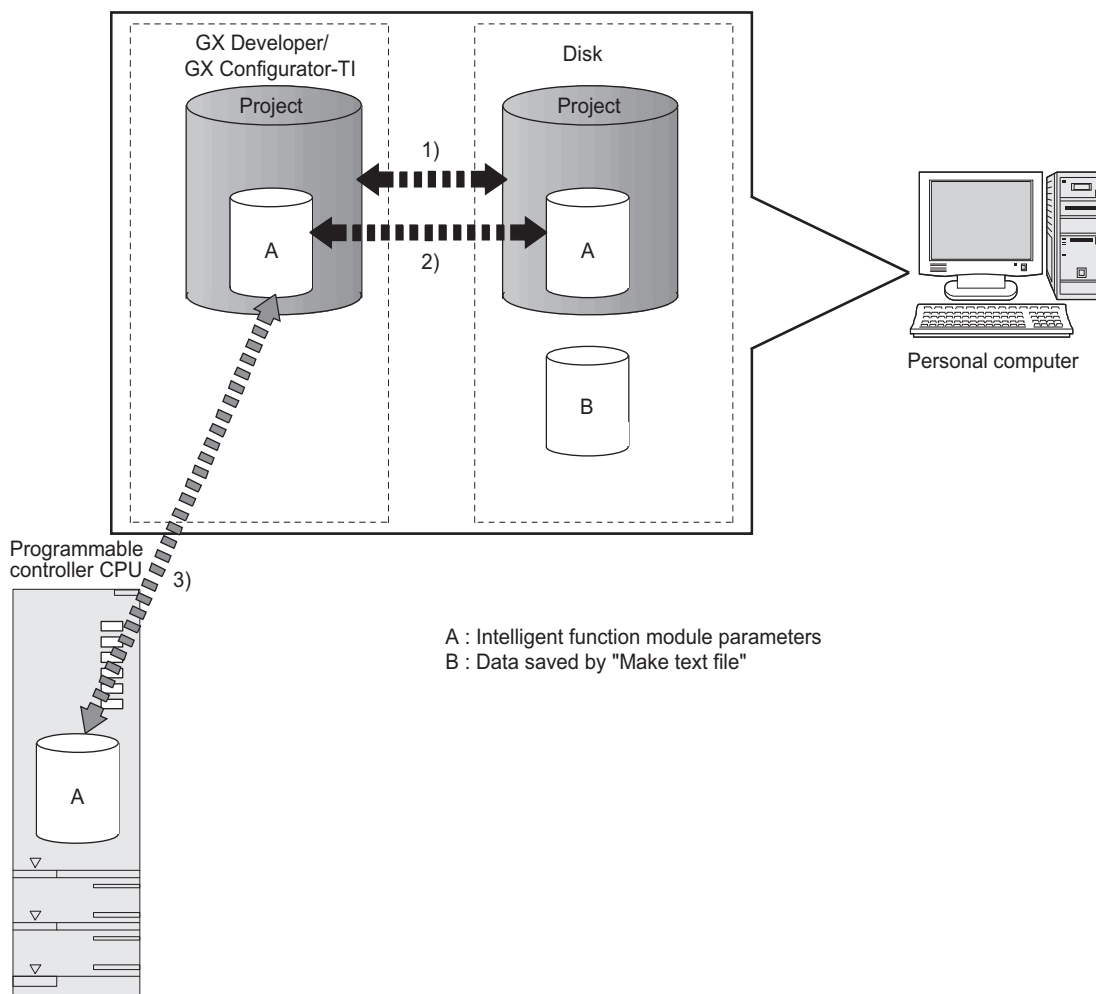 GX Developer/
GX Configurator-TI
Disk
Project
Project
1)
A
A
2)
B
Personal computer
Programmable
controller CPU
3)
A : Intelligent function module parameters
B : Data saved by "Make text file"
A